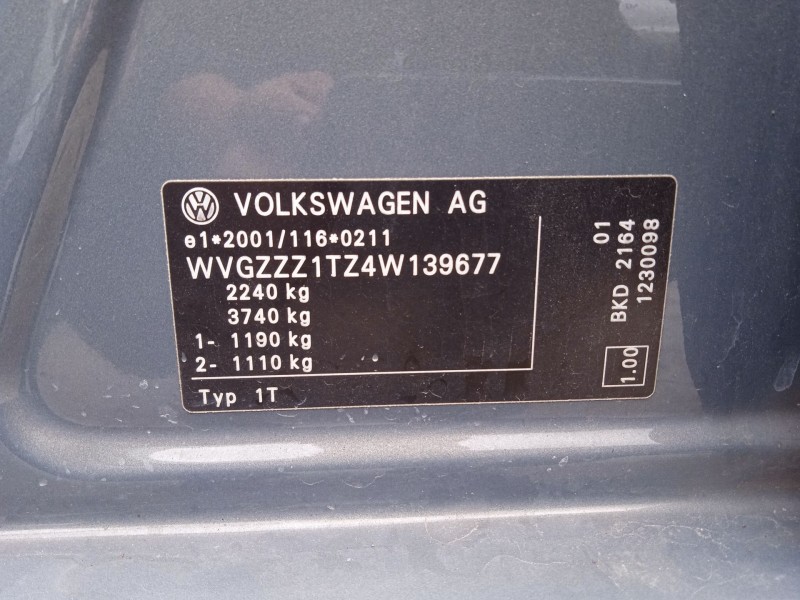 VOLKSWAGEN AG
e1*2001/116*0211
WVGZZZ1TZ4W139677
2240 kg
3740 kg
1- 1190 kg
2- 1110 kg
Typ 1T
01
BKD 2164
1230098
1.00